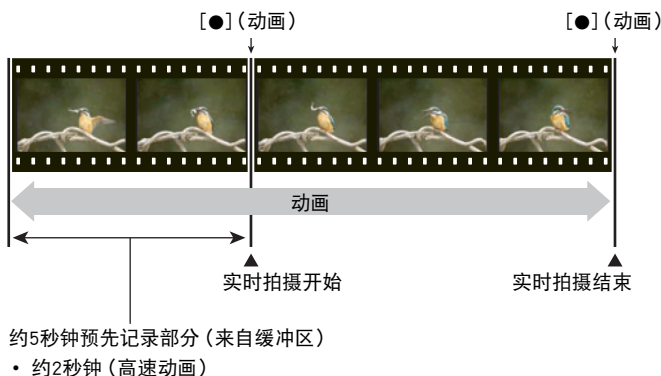 [●](动画) [●](动画)
动画
实时拍摄开始 实时拍摄结束
约5秒钟预先记录部分(来自缓冲区)
• 约2秒钟(高速动画)